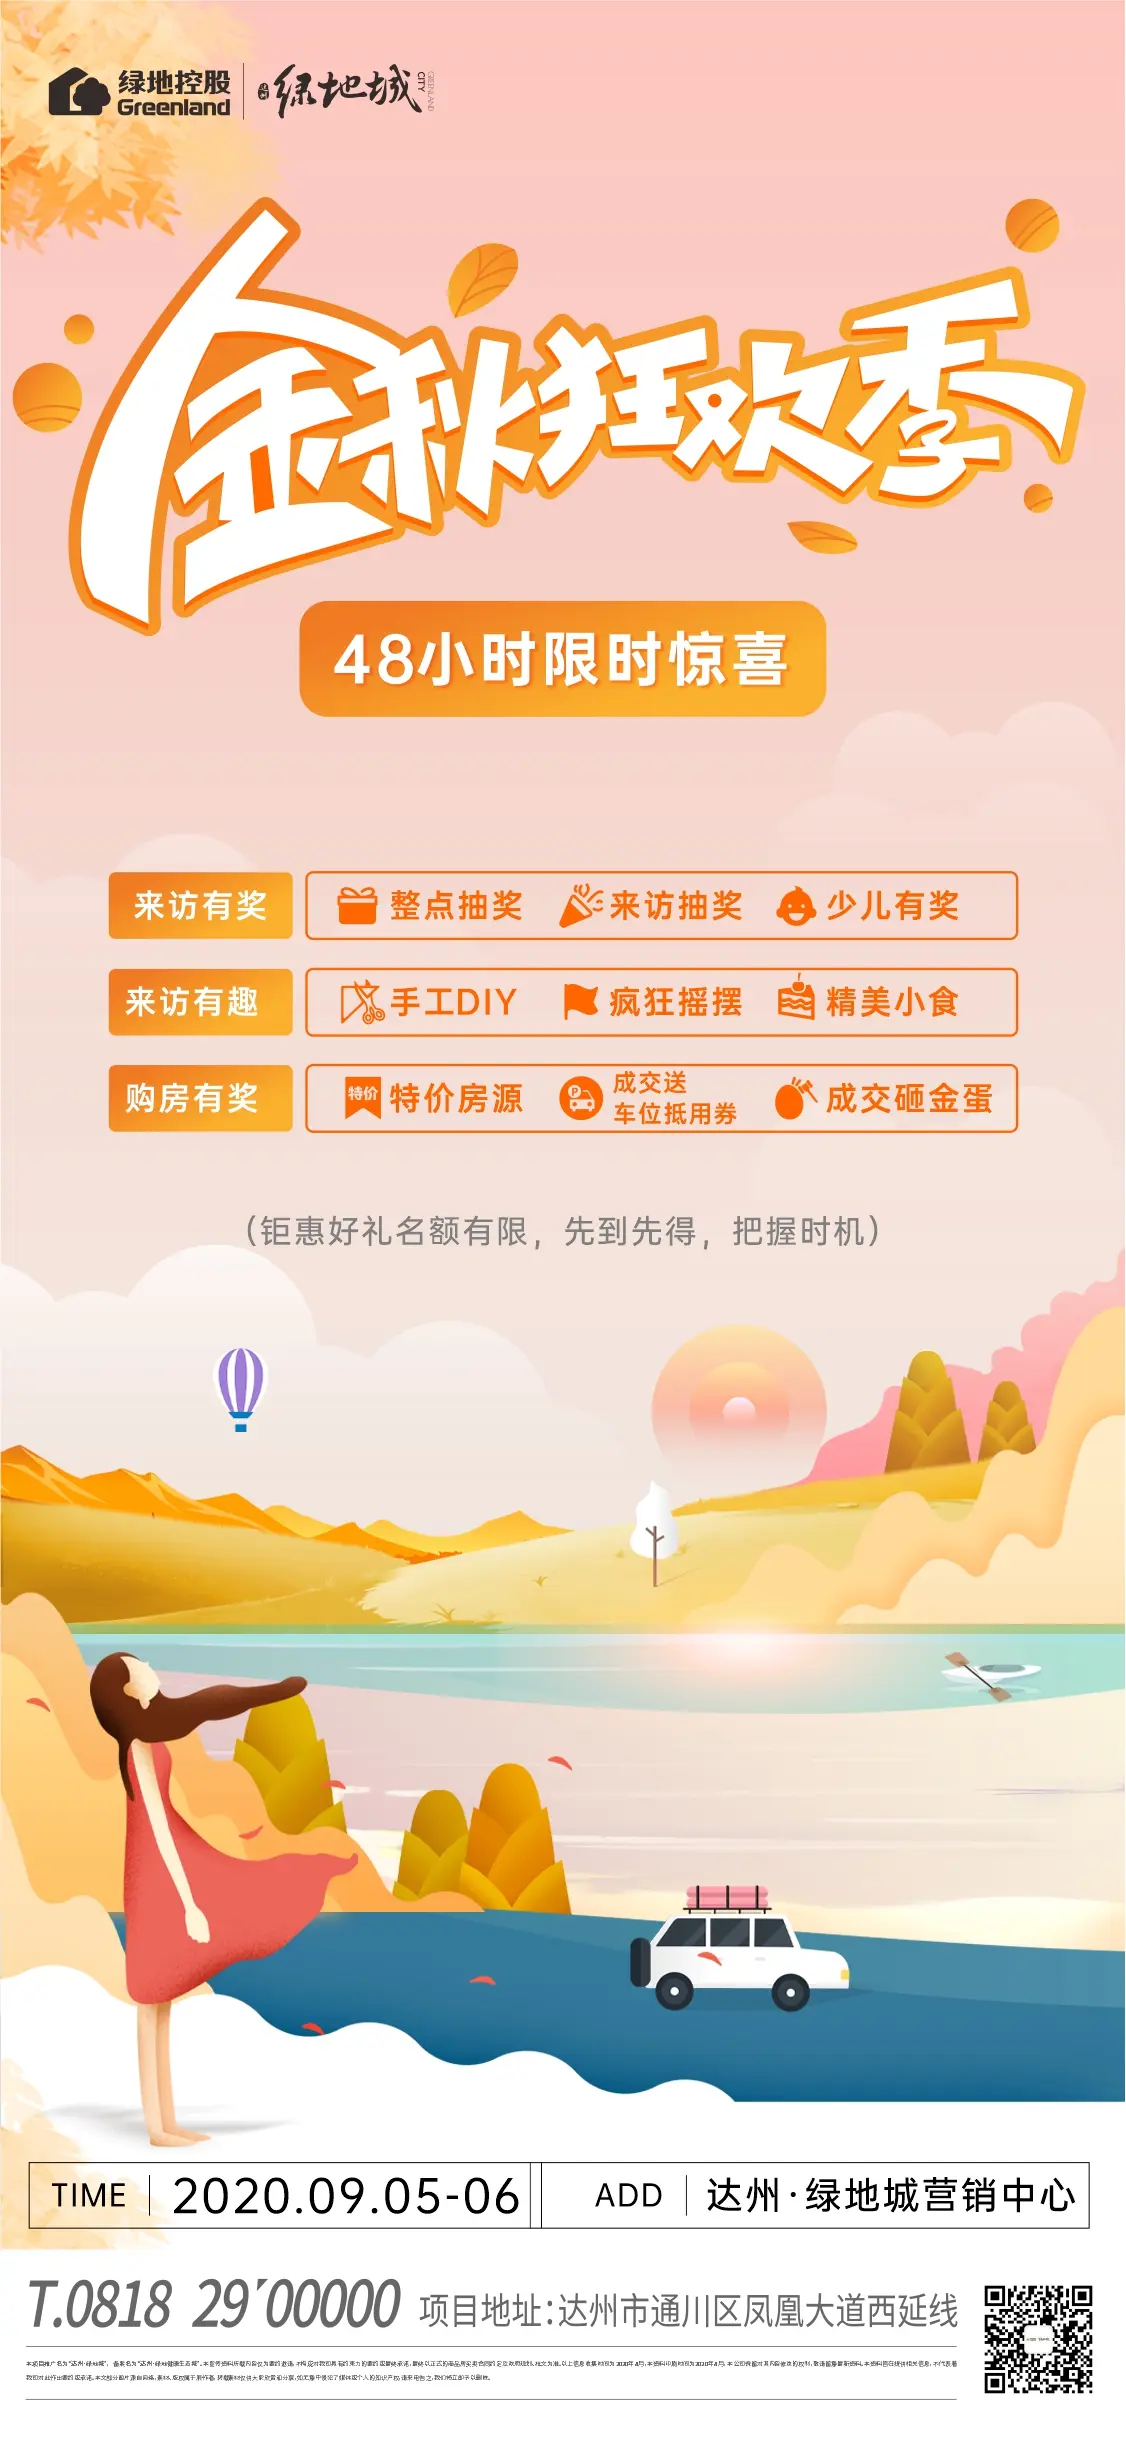 绿地控股
Greenland
绿地城
CITY
GREENLAND
金秋狂欢季
48小时限时惊喜
来访有奖 整点抽奖 来访抽奖 少儿有奖
来访有趣 手工DIY 疯狂摇摆 精美小食
购房有奖 特价 特价房源 P 成交送 车位抵用券 成交砸金蛋
（钜惠好礼名额有限，先到先得，把握时机）
TIME 2020.09.05-06 ADD 达州·绿地城营销中心
T.0818 29′00000 项目地址:达州市通川区凤凰大道西延线